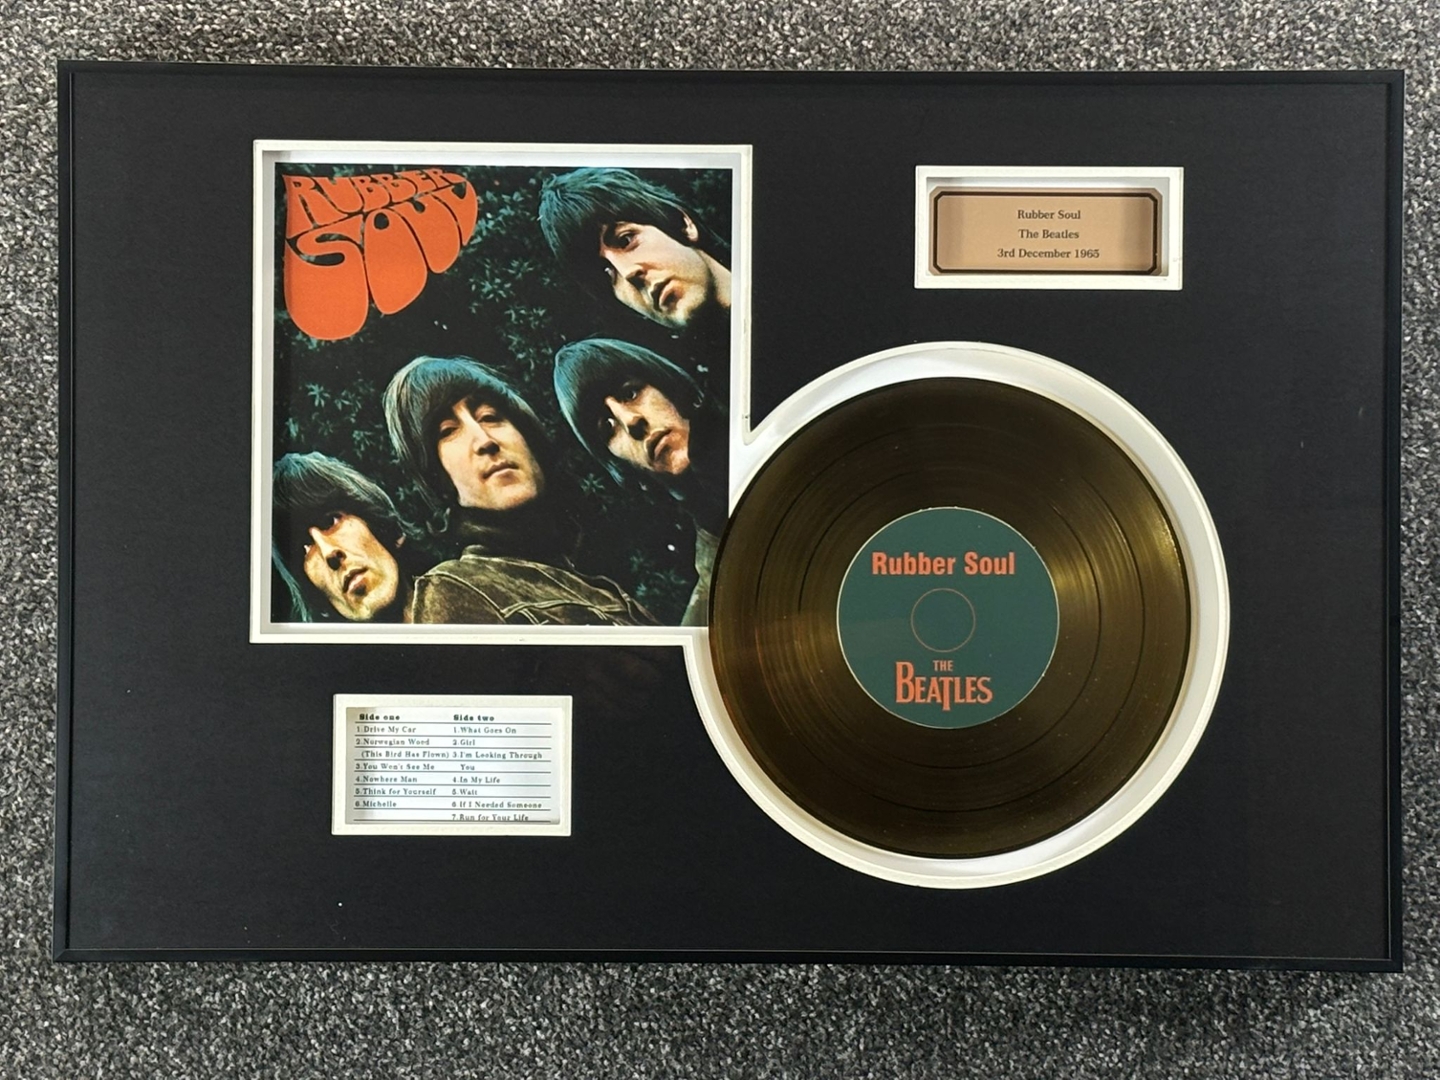 RUBBER
SOUL
Rubber Soul
The Beatles
3rd December 1965
Rubber Soul
THE
BEATLES
Side one
1.Drive My Car
2.Norwegian Wood
(This Bird Has Flown)
3.You Won't See Me
4.Nowhere Man
5.Think for Yourself
6.Michelle
Side two
1.What Goes On
2.Girl
3.I'm Looking Through
You
4.In My Life
5.Wait
6.If I Needed Someone
7.Run for Your Life